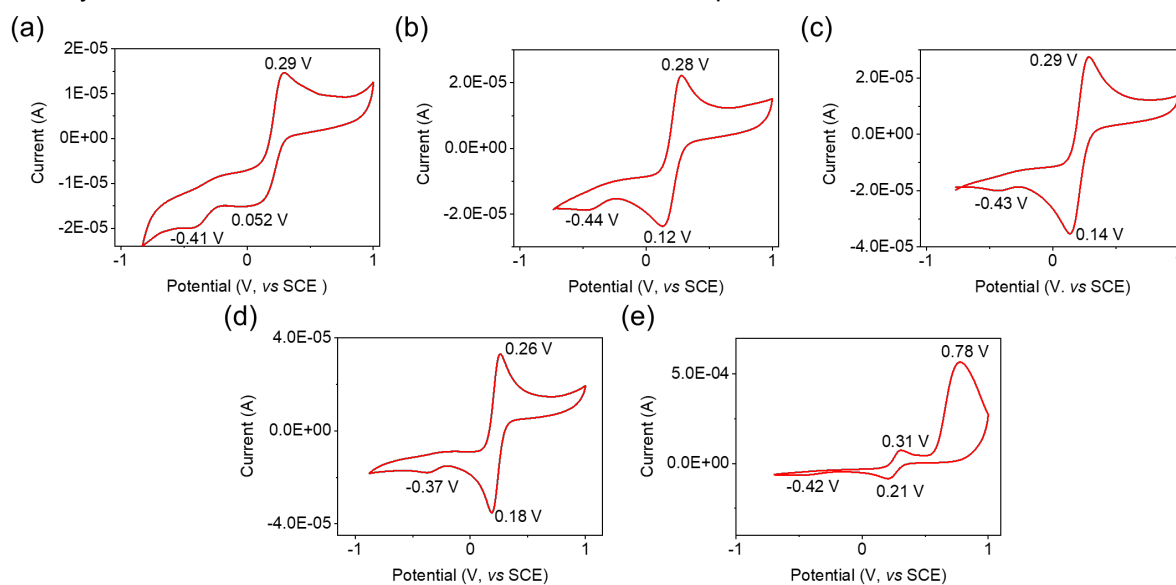 (a)
2E-05
1E-05
0E+00
-1E-05
-2E-05
Current (A)
0.29 V
0.052 V
-0.41 V
-1
0
1
Potential (V, vs SCE )
(b)
2.0E-05
0.0E+00
-2.0E-05
Current (A)
0.28 V
-0.44 V
0.12 V
-1
0
1
Potential (V, vs SCE)
(c)
2.0E-05
0.0E+00
-2.0E-05
-4.0E-05
Current (A)
0.29 V
-0.43 V
0.14 V
-1
0
1
Potential (V. vs SCE)
(d)
4.0E-05
0.0E+00
-4.0E-05
Current (A)
0.26 V
-0.37 V
0.18 V
-1
0
1
Potential (V, vs SCE)
(e)
5.0E-04
0.0E+00
Current (A)
0.78 V
0.31 V
-0.42 V
0.21 V
-1
0
1
Potential (V, vs SCE)